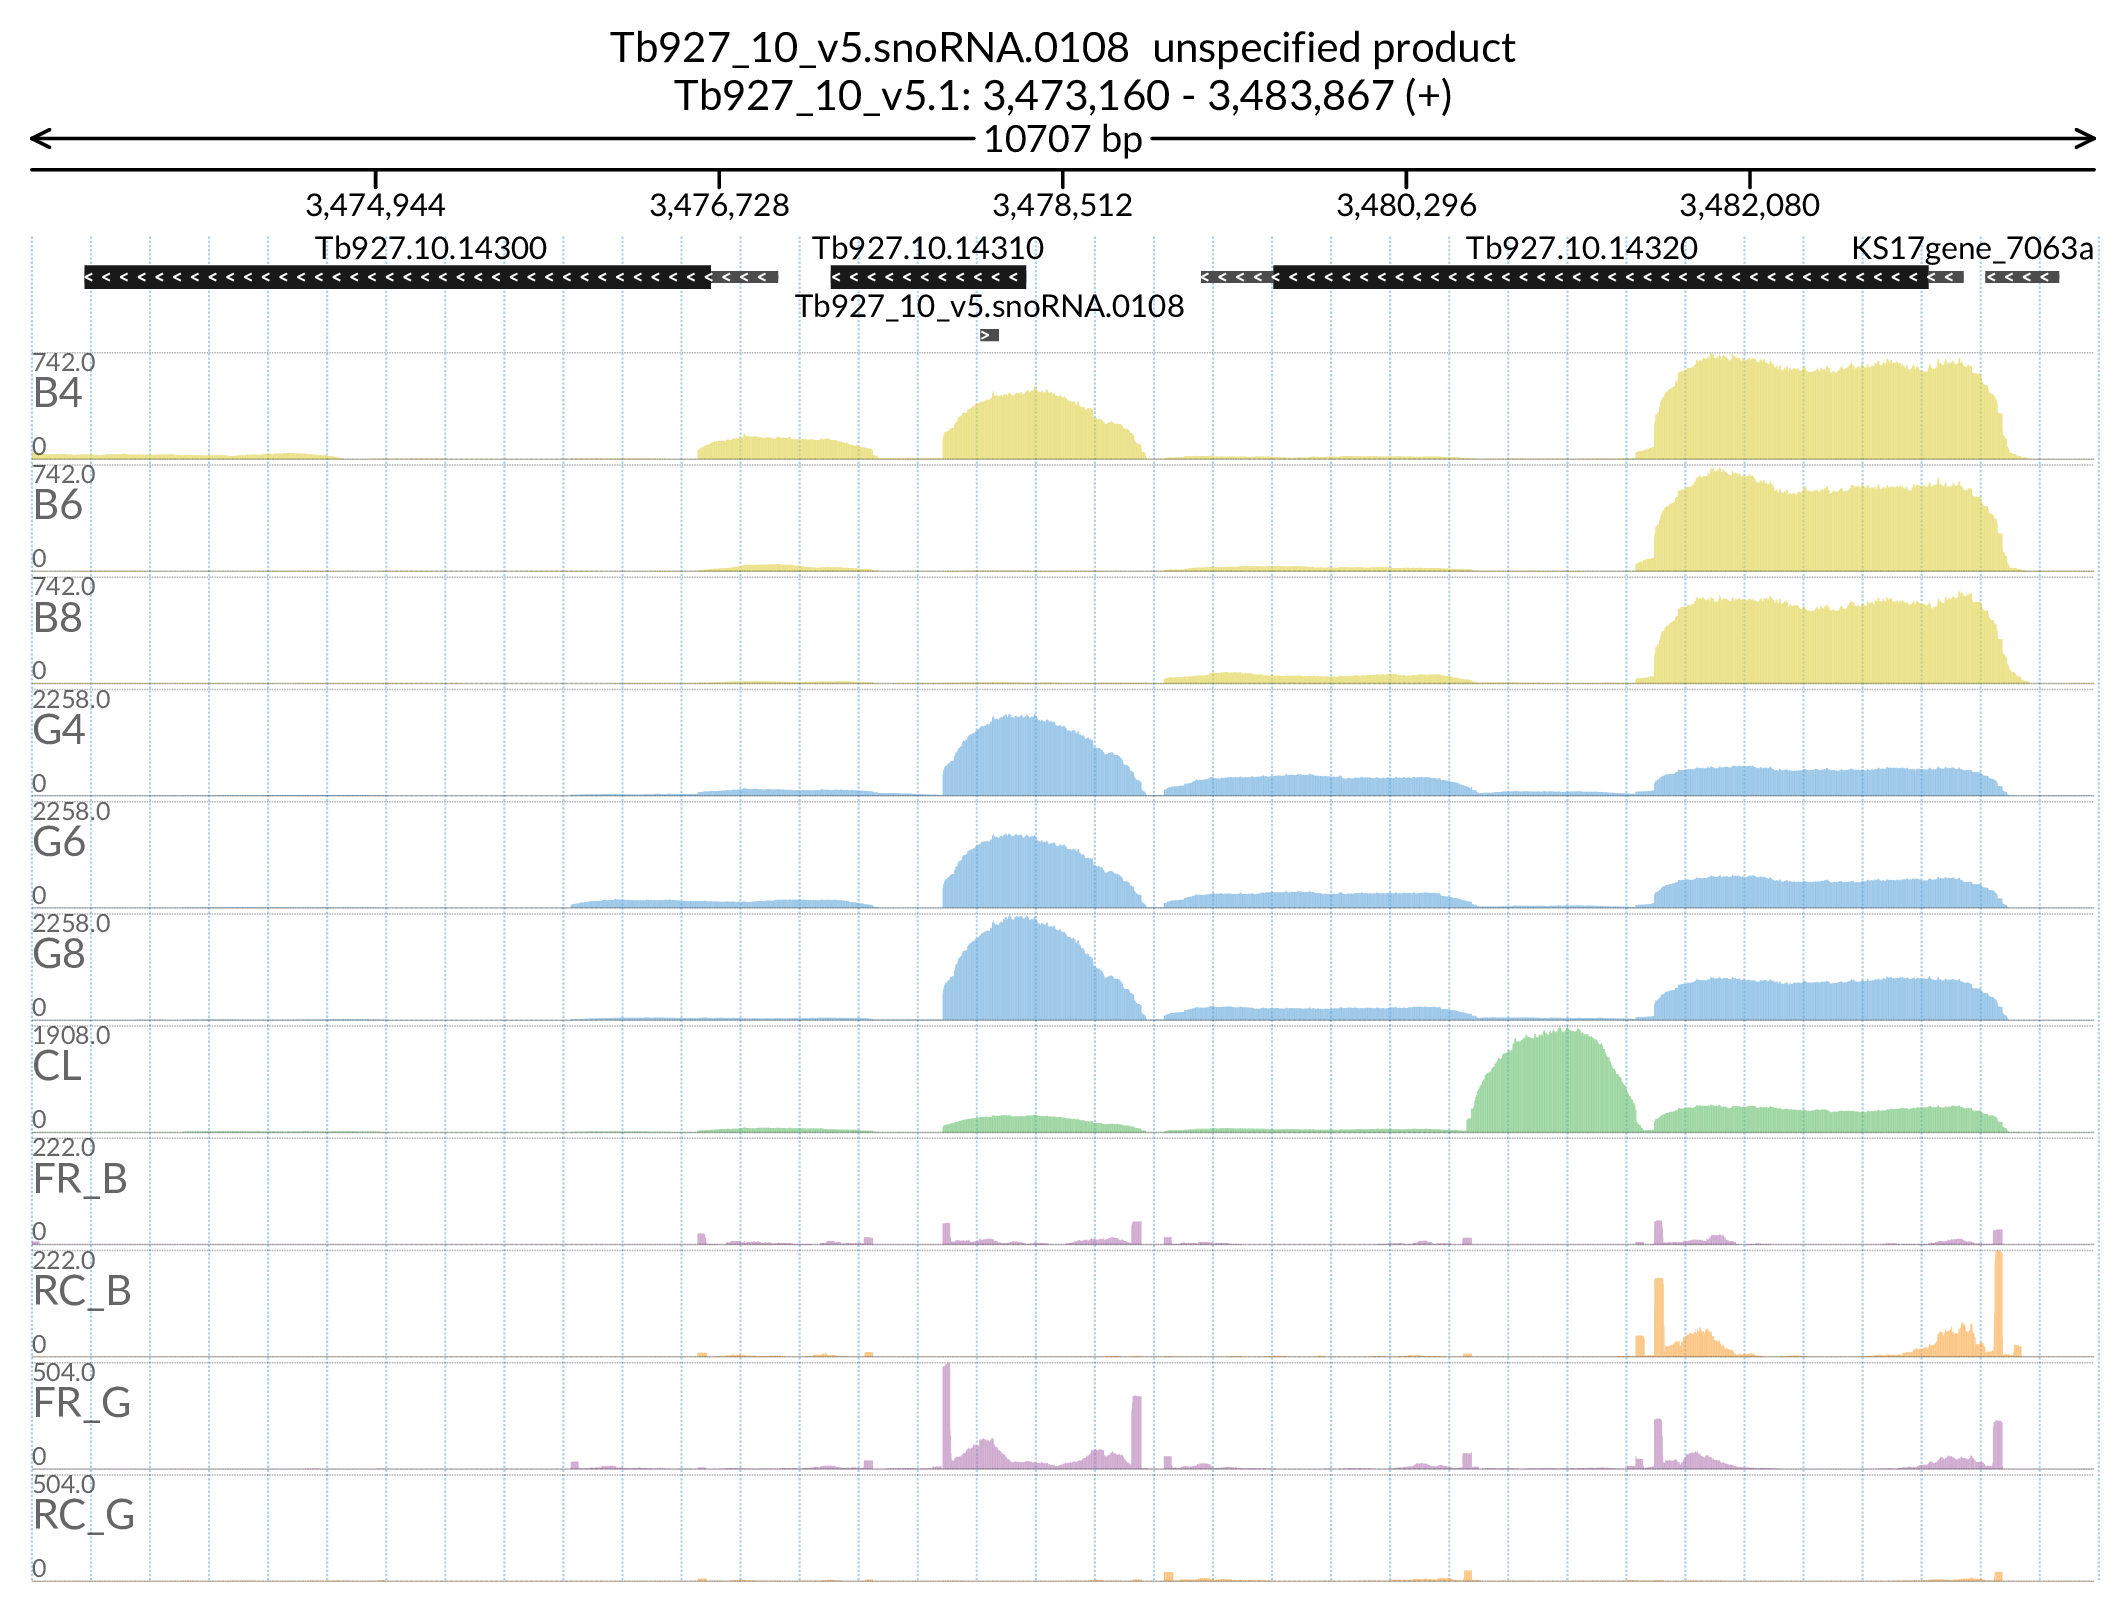 Tb927_10_v5.snoRNA.0108 unspecified product
Tb927_10_v5.1: 3,473,160 - 3,483,867 (+)
10707 bp
3,474,944 3,476,728 3,478,512 3,480,296 3,482,080
Tb927.10.14300 Tb927.10.14310 Tb927.10.14320 KS17gene_7063a
Tb927_10_v5.snoRNA.0108
742.0
B4
0
742.0
B6
0
742.0
B8
0
2258.0
G4
0
2258.0
G6
0
2258.0
G8
0
1908.0
CL
0
222.0
FR_B
0
222.0
RC_B
0
504.0
FR_G
0
504.0
RC_G
0